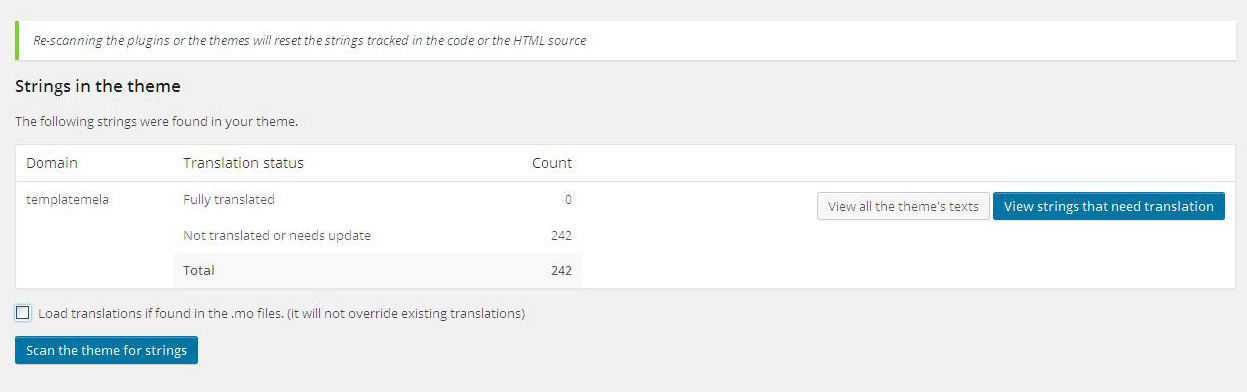 Re-scanning the plugins or the themes will reset the strings tracked in the code or the HTML source
Strings in the theme
The following strings were found in your theme.
Domain Translation status Count
templatemela Fully translated 0 View all the theme's texts View strings that need translation
Not translated or needs update 242
Total 242
Load translations if found in the .mo files. (it will not override existing translations)
Scan the theme for strings